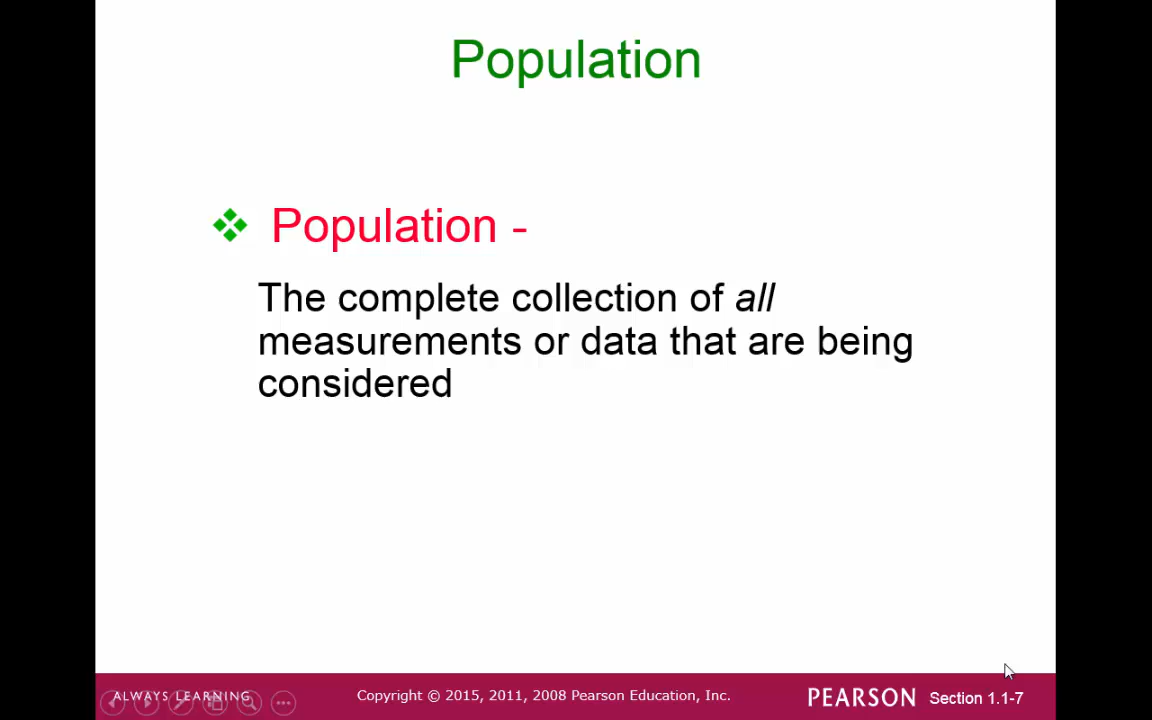 Population
Population -
The complete collection of all
measurements or data that are being
considered
ALWAYS LEARNING
Copyright © 2015, 2011, 2008 Pearson Education, Inc.
PEARSON
Section 1.1-7